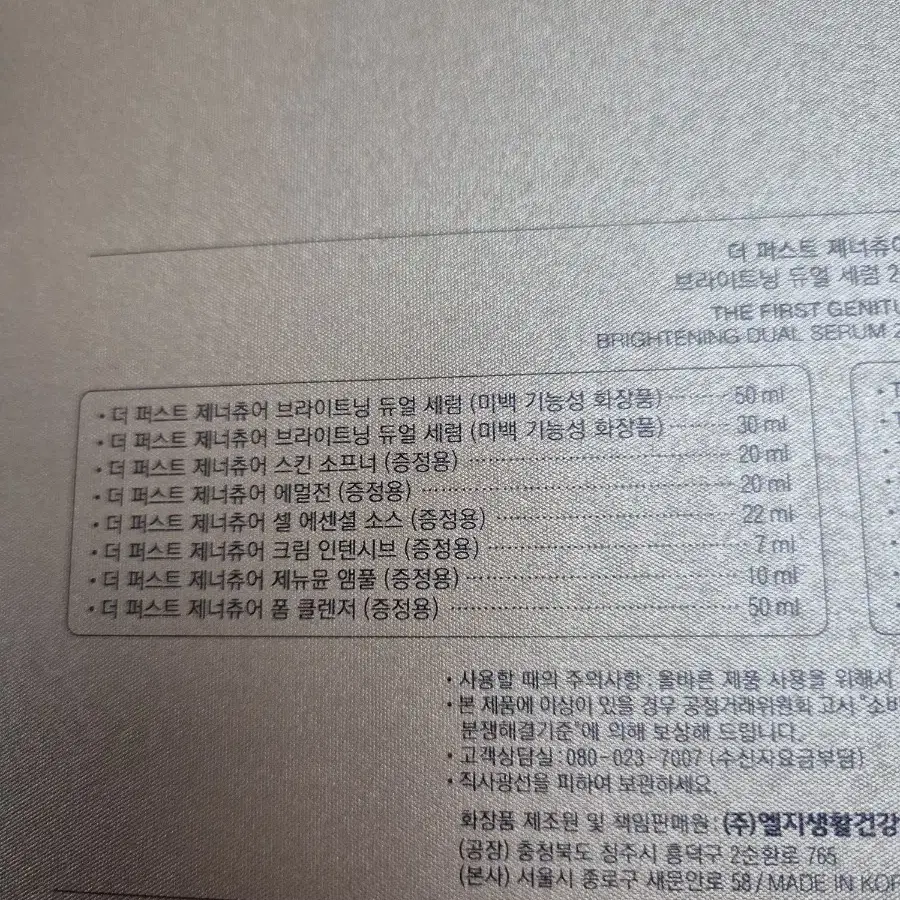 더 퍼스트 제너츄어
브라이트닝 듀얼 세럼 2
THE FIRST GENITU
BRIGHTENING DUAL SERUM 2
• 더 퍼스트 제너츄어 브라이트닝 듀얼 세럼 (미백 기능성 화장품) 50 ml
• 더 퍼스트 제너츄어 브라이트닝 듀얼 세럼 (미백 기능성 화장품) 30 ml
• 더 퍼스트 제너츄어 스킨 소프너 (증정용) 20 ml
• 더 퍼스트 제너츄어 에멀전 (증정용) 20 ml
• 더 퍼스트 제너츄어 셀 에센셜 소스 (증정용) 22 ml
• 더 퍼스트 제너츄어 크림 인텐시브 (증정용) 7 ml
• 더 퍼스트 제너츄어 제뉴윤 앰풀 (증정용) 10 ml
• 더 퍼스트 제너츄어 폼 클렌저 (증정용) 50 ml
• 사용할 때의 주의사항 : 올바른 제품 사용을 위해서
• 본 제품에 이상이 있을 경우 공정거래위원회 고시 "소비
분쟁해결기준"에 의해 보상해 드립니다.
• 고객상담실 : 080-023-7007 (수신자요금부담)
• 직사광선을 피하여 보관하세요.
화장품 제조원 및 책임판매원 : (주)엘지생활건강
(공장) 충청북도 청주시 흥덕구 2순환로 765
(본사) 서울시 종로구 새문안로 58 / MADE IN KOR